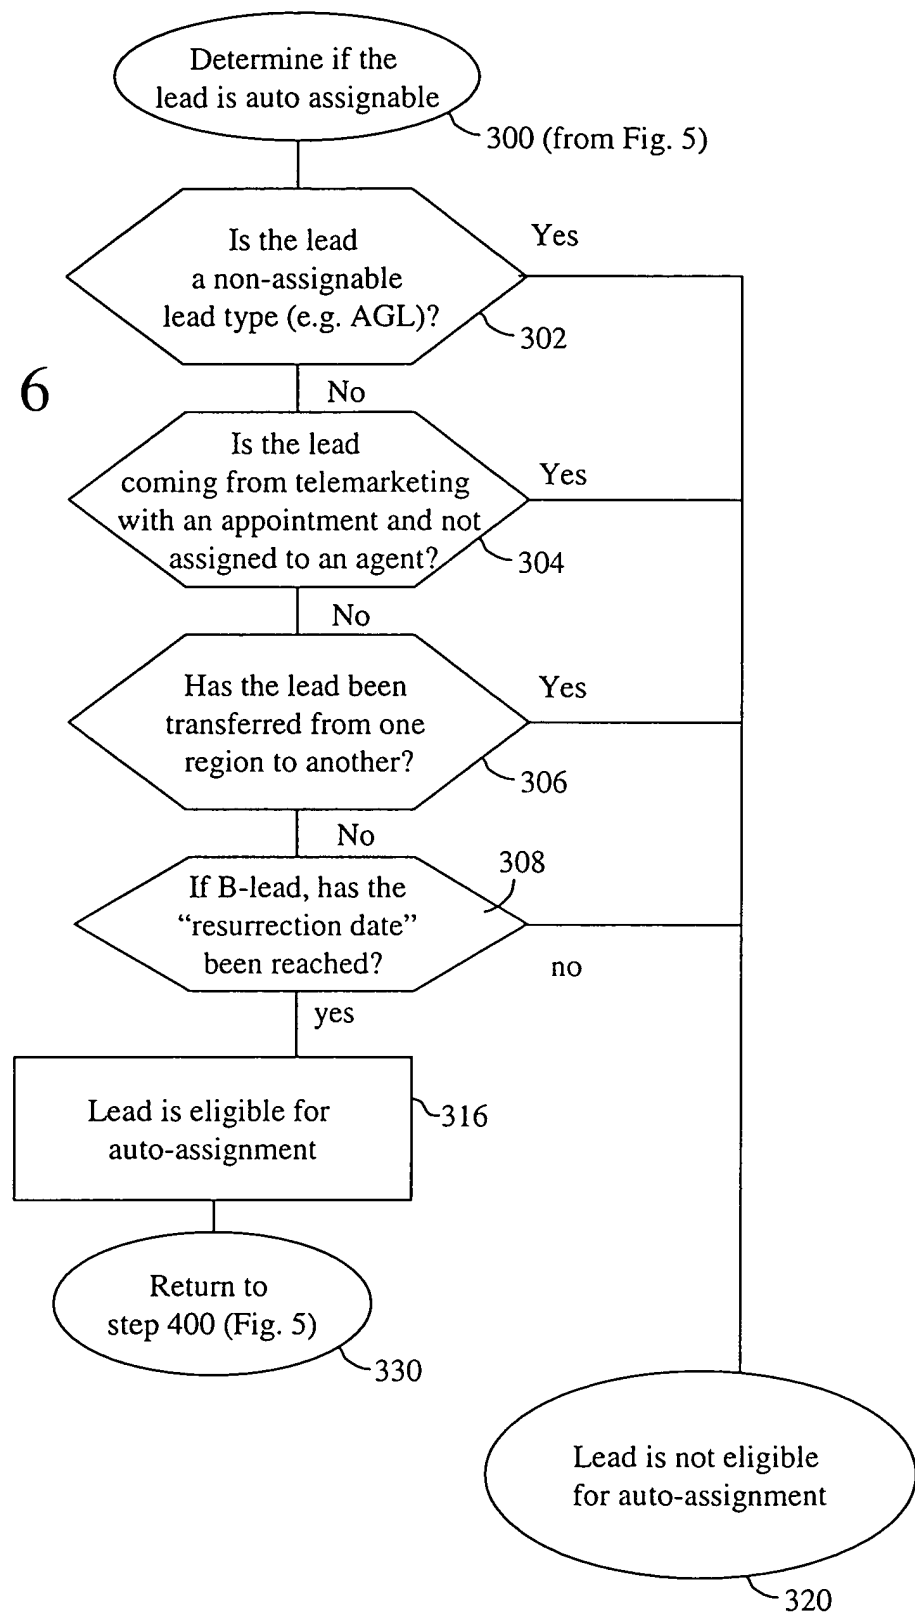 Determine if the
lead is auto assignable
300 (from Fig. 5)
Is the lead
a non-assignable
lead type (e.g. AGL)?
Yes
302
6
No
Is the lead
coming from telemarketing
with an appointment and not
assigned to an agent?
Yes
304
No
Has the lead been
transferred from one
region to another?
Yes
306
No
If B-lead, has the
“resurrection date”
been reached?
308
no
yes
Lead is eligible for
auto-assignment
316
Return to
step 400 (Fig. 5)
330
Lead is not eligible
for auto-assignment
320